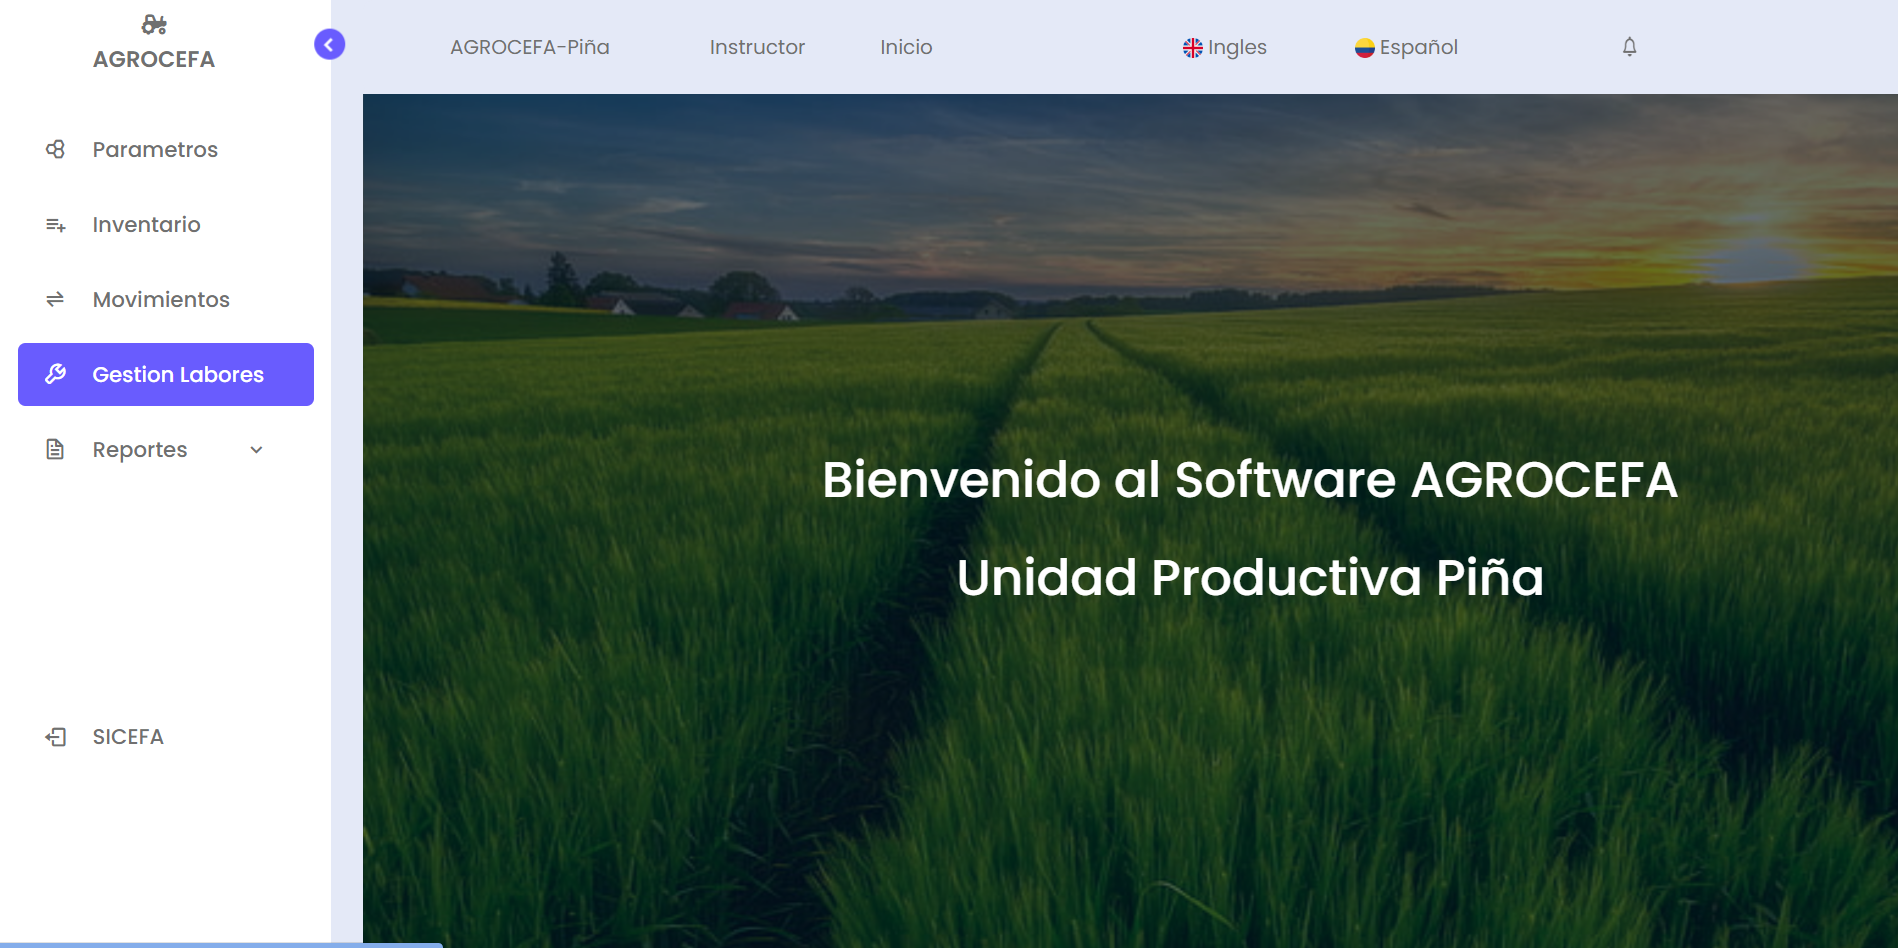 AGROCEFA
Parametros
Inventario
Movimientos
Gestion Labores
Reportes
SICEFA
AGROCEFA-Piña Instructor Inicio Ingles Español
Bienvenido al Software AGROCEFA
Unidad Productiva Piña